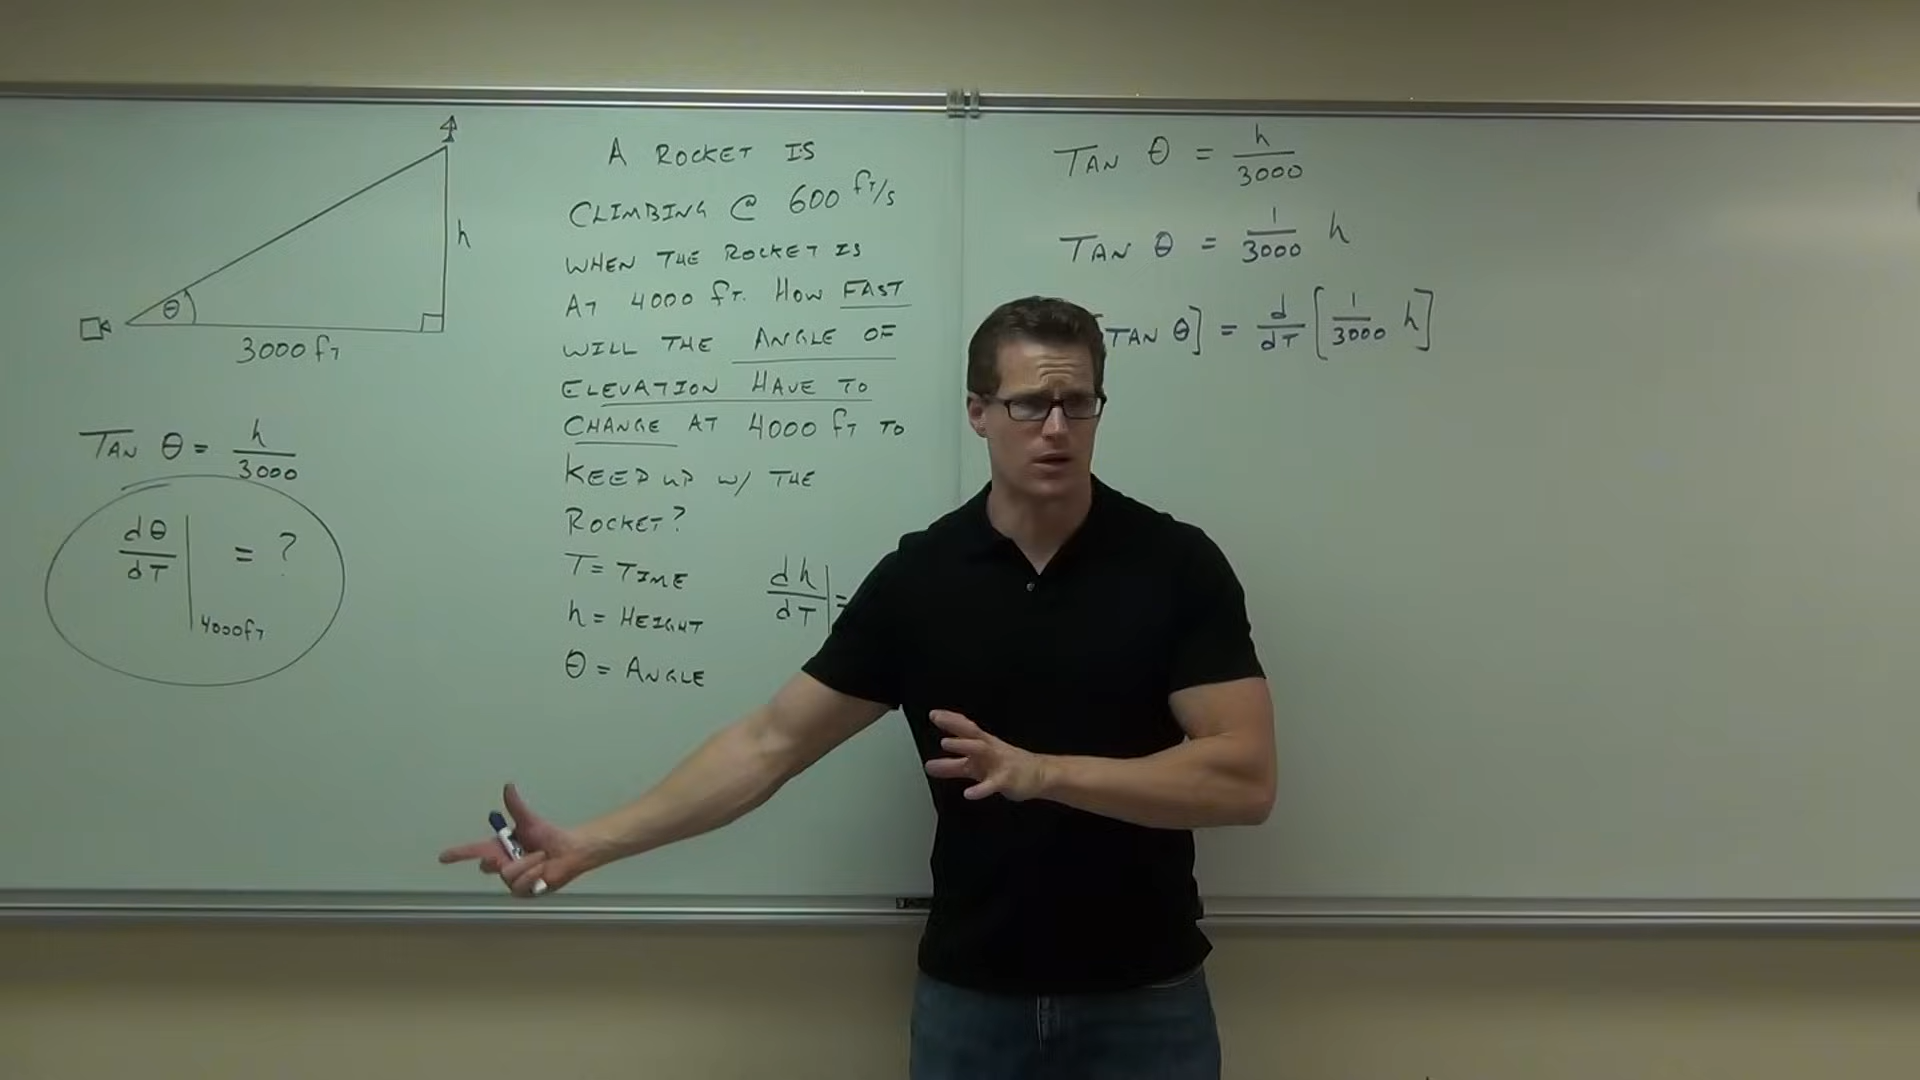 h
θ
3000 fT
TAN θ = h/3000
dθ/dT | 4000fT = ?
A ROCKET IS
CLIMBING @ 600 fT/s
WHEN THE ROCKET IS
AT 4000 fT. HOW FAST
WILL THE ANGLE OF
ELEVATION HAVE TO
CHANGE AT 4000 fT TO
KEEP UP W/ THE
ROCKET?
T = TIME
h = HEIGHT
θ = ANGLE
dh/dT | =
TAN θ = h/3000
TAN θ = 1/3000 h
TAN θ] = d/dT [1/3000 h]